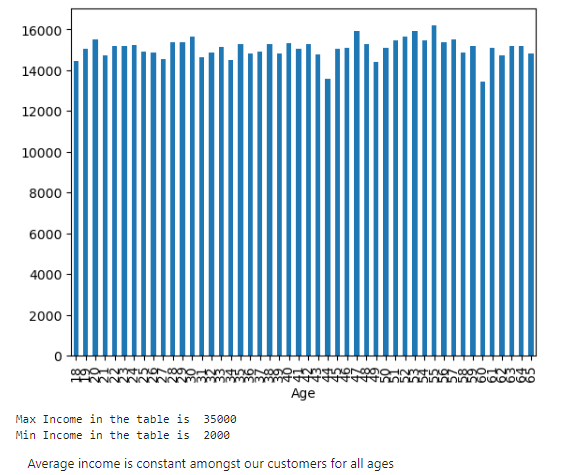 16000
14000
12000
10000
8000
6000
4000
2000
0
18 19 20 21 22 23 24 25 26 27 28 29 30 31 32 33 34 35 36 37 38 39 40 41 42 43 44 45 46 47 48 49 50 51 52 53 54 55 56 57 58 59 60 61 62 63 64 65
Age
Max Income in the table is  35000
Min Income in the table is  2000
Average income is constant amongst our customers for all ages